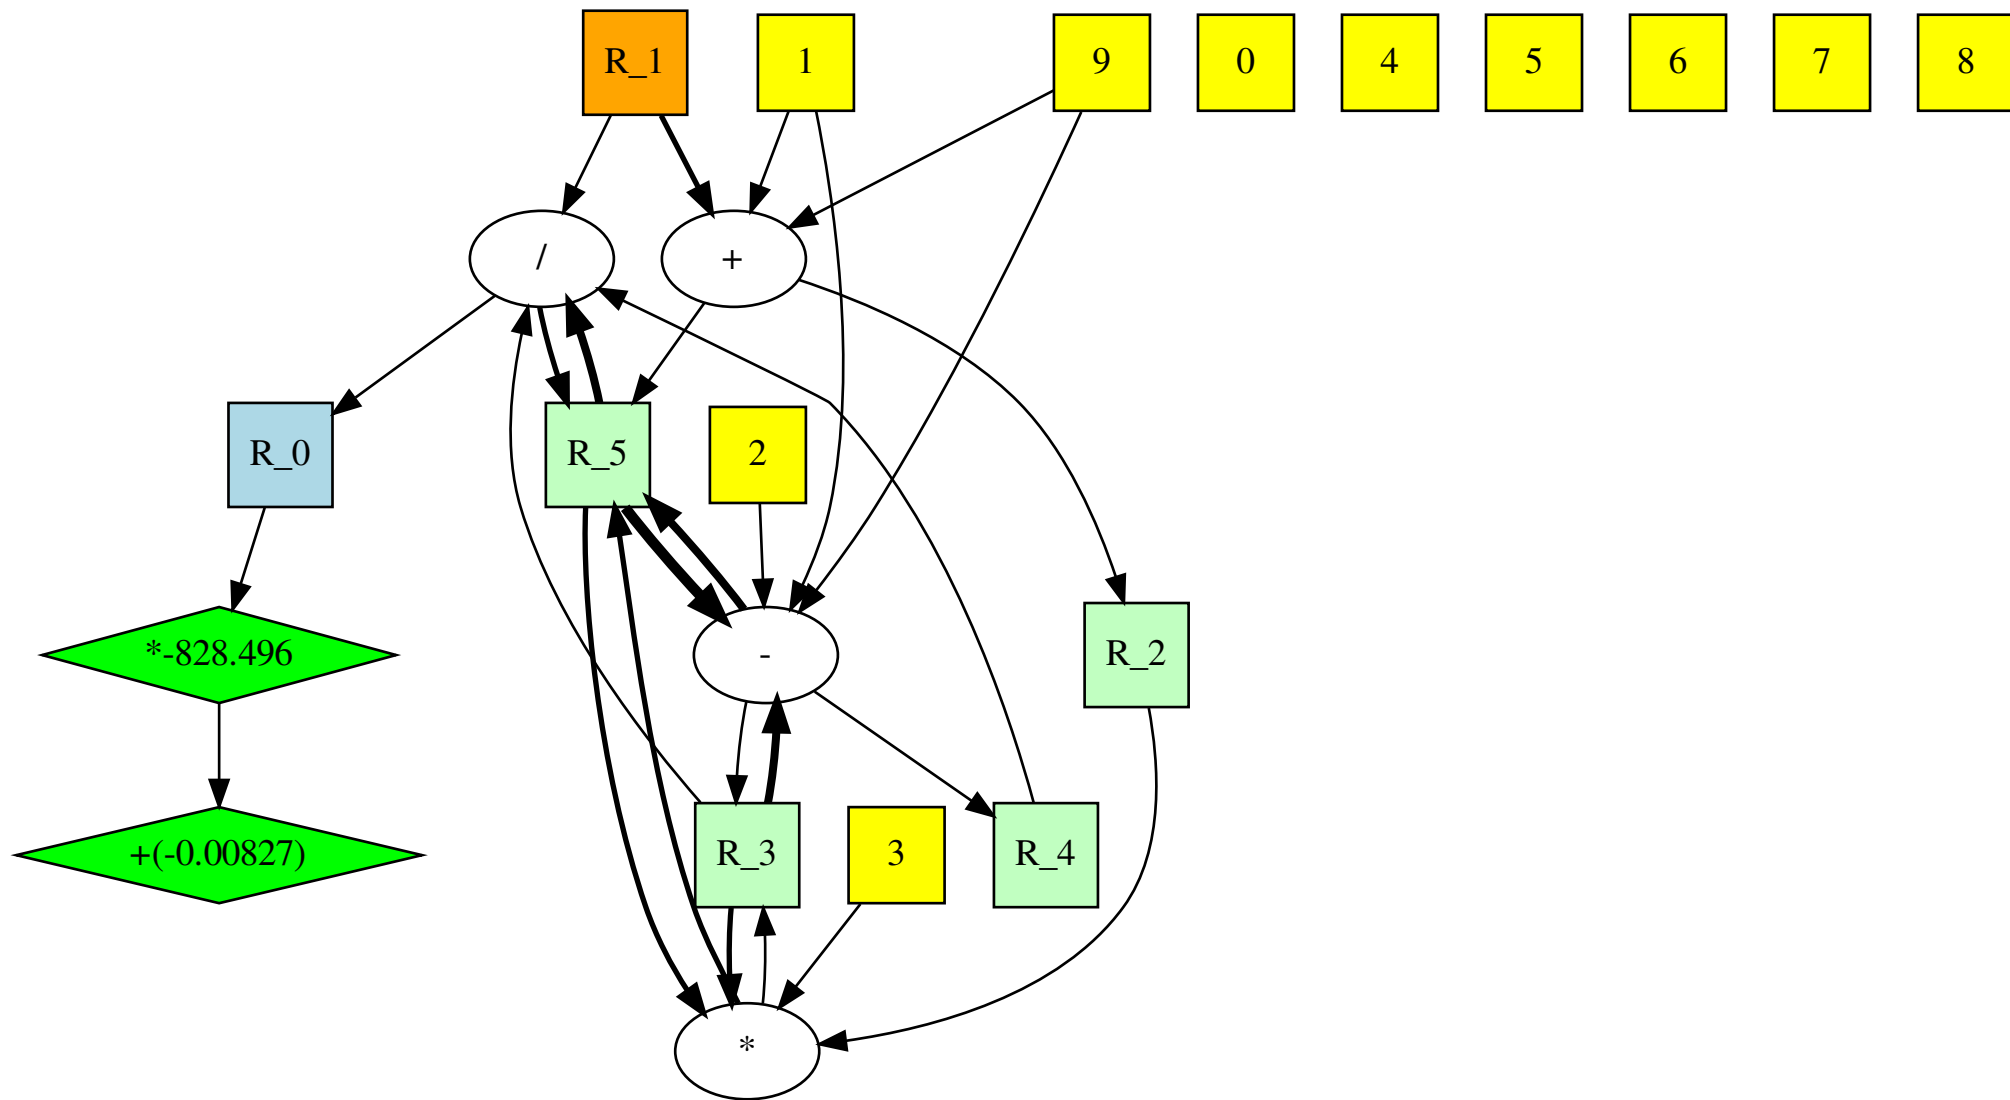 R_1 1 9 0 4 5 6 7 8
/ +
R_0 R_5 2
*-828.496 - R_2
+(-0.00827) R_3 3 R_4
*